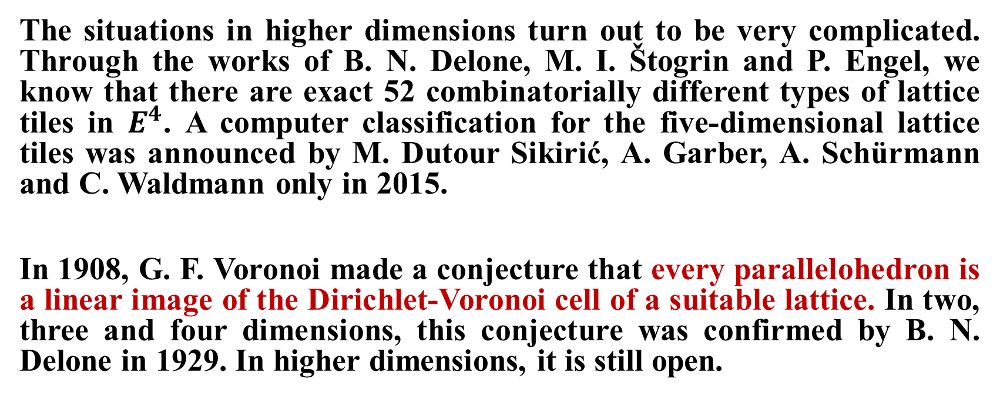 The situations in higher dimensions turn out to be very complicated.
Through the works of B. N. Delone, M. I. Štogrin and P. Engel, we
know that there are exact 52 combinatorially different types of lattice
tiles in E⁴. A computer classification for the five-dimensional lattice
tiles was announced by M. Dutour Sikirić, A. Garber, A. Schürmann
and C. Waldmann only in 2015.
In 1908, G. F. Voronoi made a conjecture that every parallelohedron is
a linear image of the Dirichlet-Voronoi cell of a suitable lattice. In two,
three and four dimensions, this conjecture was confirmed by B. N.
Delone in 1929. In higher dimensions, it is still open.